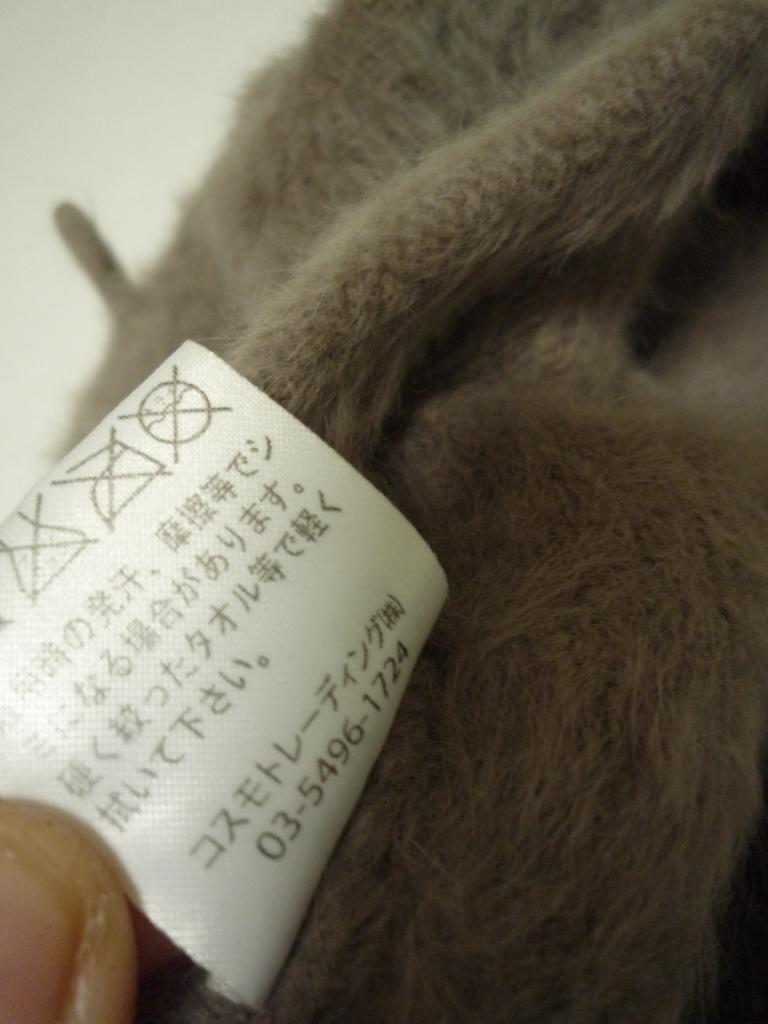 時の発汗、摩擦等でシ
になる場合があります。
硬く絞ったタオル等で軽く
拭いて下さい。
コスモトレーディング㈱
03-5496-1724